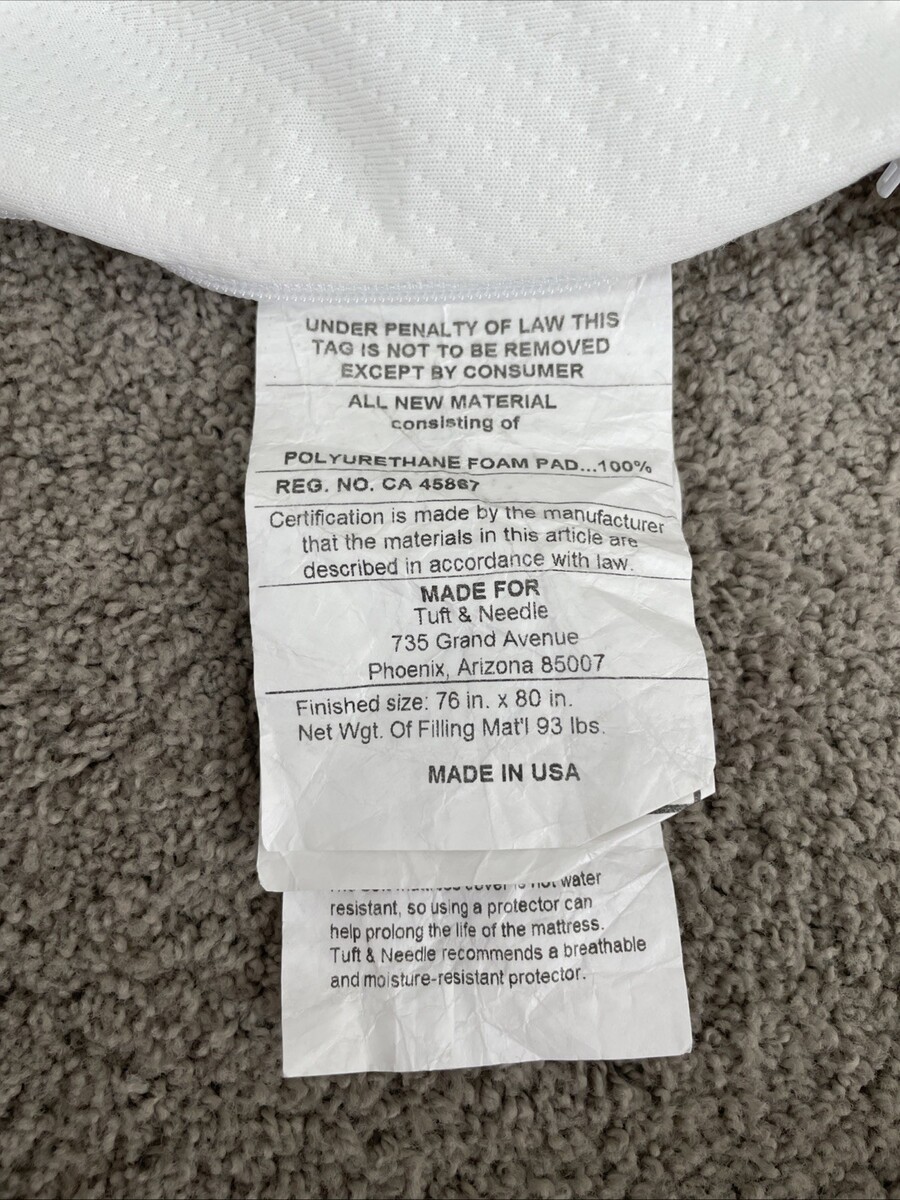 UNDER PENALTY OF LAW THIS
TAG IS NOT TO BE REMOVED
EXCEPT BY CONSUMER
ALL NEW MATERIAL
consisting of
POLYURETHANE FOAM PAD...100%
REG. NO. CA 45867
Certification is made by the manufacturer
that the materials in this article are
described in accordance with law.
MADE FOR
Tuft & Needle
735 Grand Avenue
Phoenix, Arizona 85007
Finished size: 76 in. x 80 in.
Net Wgt. Of Filling Mat'l 93 lbs.
MADE IN USA
cover is not water
resistant, so using a protector can
help prolong the life of the mattress.
Tuft & Needle recommends a breathable
and moisture-resistant protector.